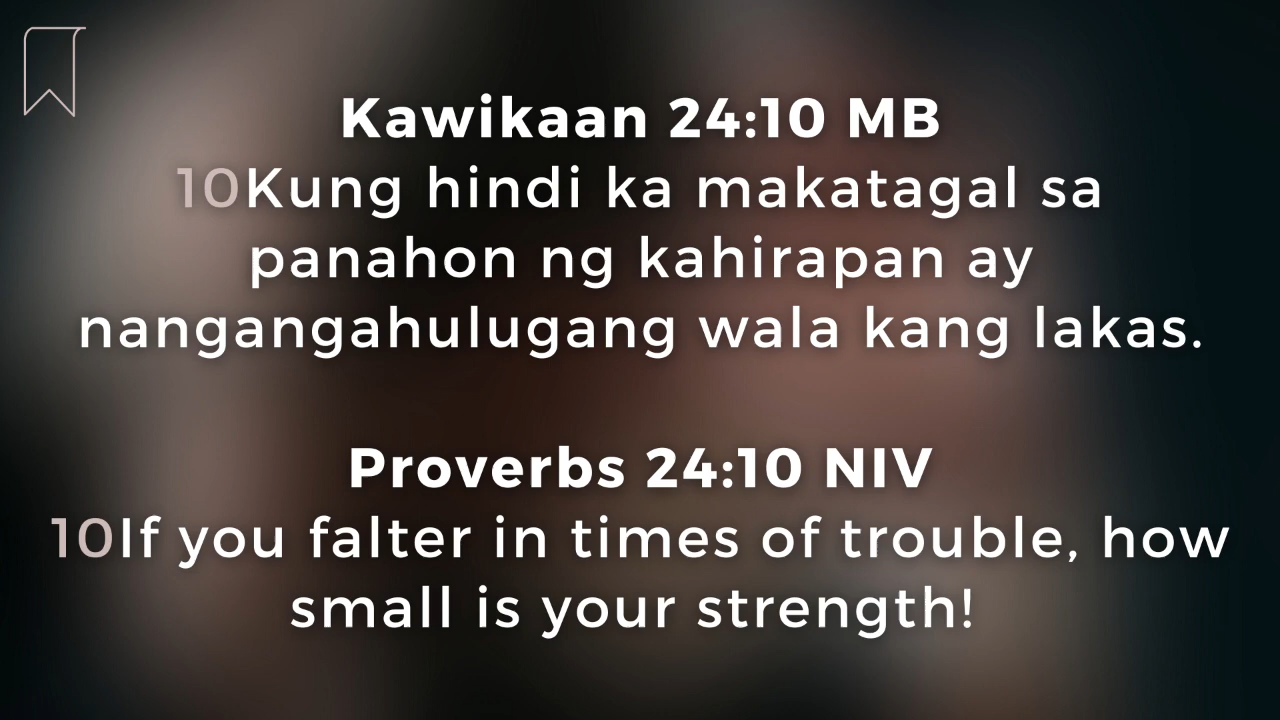 Kawikaan 24:10 MB
10Kung hindi ka makatagal sa
panahon ng kahirapan ay
nangangahulugang wala kang lakas.
Proverbs 24:10 NIV
10If you falter in times of trouble, how
small is your strength!